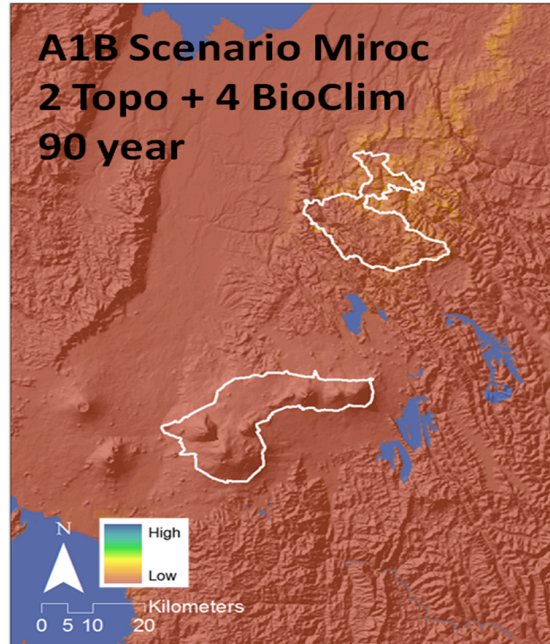 A1B Scenario Miroc
2 Topo + 4 BioClim
90 year
N
High
Low
Kilometers
0 5 10 20